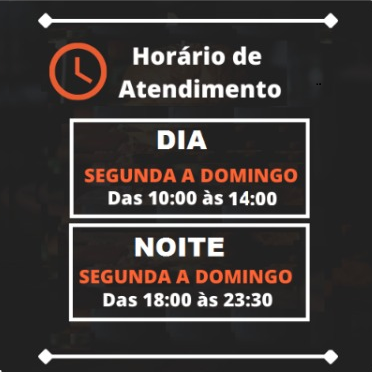 Horário de
Atendimento
DIA
SEGUNDA A DOMINGO
Das 10:00 às 14:00
NOITE
SEGUNDA A DOMINGO
Das 18:00 às 23:30